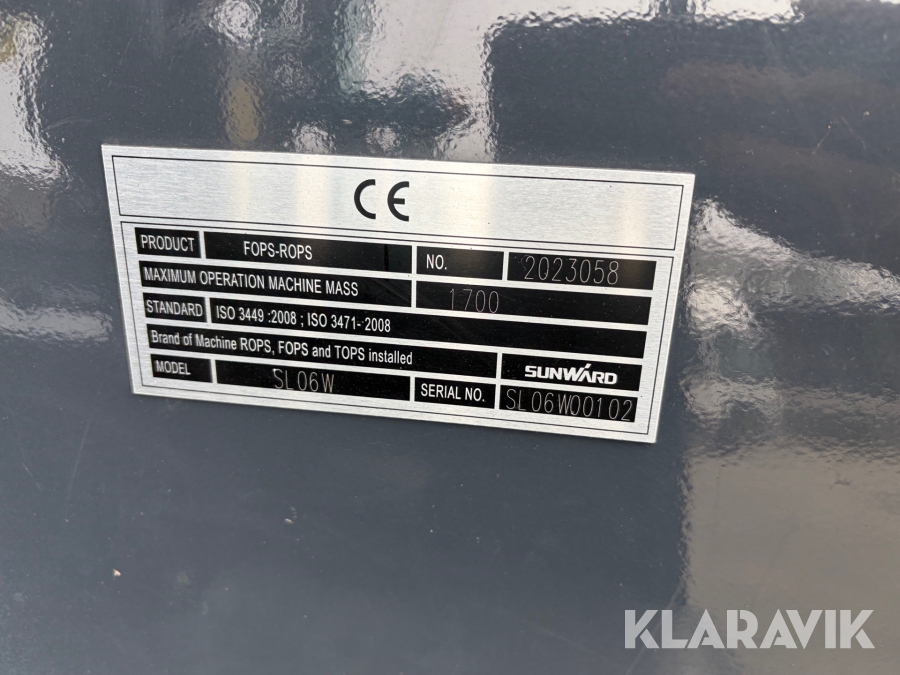 CE
PRODUCT FOPS-ROPS NO. 2023058
MAXIMUM OPERATION MACHINE MASS 1700
STANDARD ISO 3449 :2008 ; ISO 3471-2008
Brand of Machine ROPS, FOPS and TOPS installed SUNWARD
MODEL SL06W SERIAL NO. SL06W00102
KLARAVIK